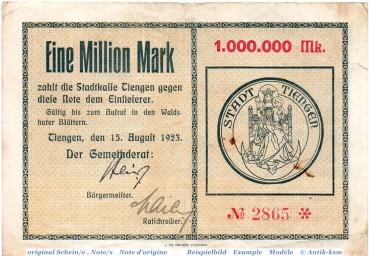 Eine Million Mark
zahlt die Stadtkasse Tiengen gegen
diese Note dem Einlieferer.
Gültig bis zum Aufruf in den Walds
huter Blättern.
Tiengen, den 15. August 1923.
Der Gemeinderat:
Bürgermeister.
Ratschreiber.
1.000.000 Mk.
STADT TIENGEN
№ 2865 *
original Schein/e . Note/s Note d'origine Beispielbild Example Modèle © Antik-ksm